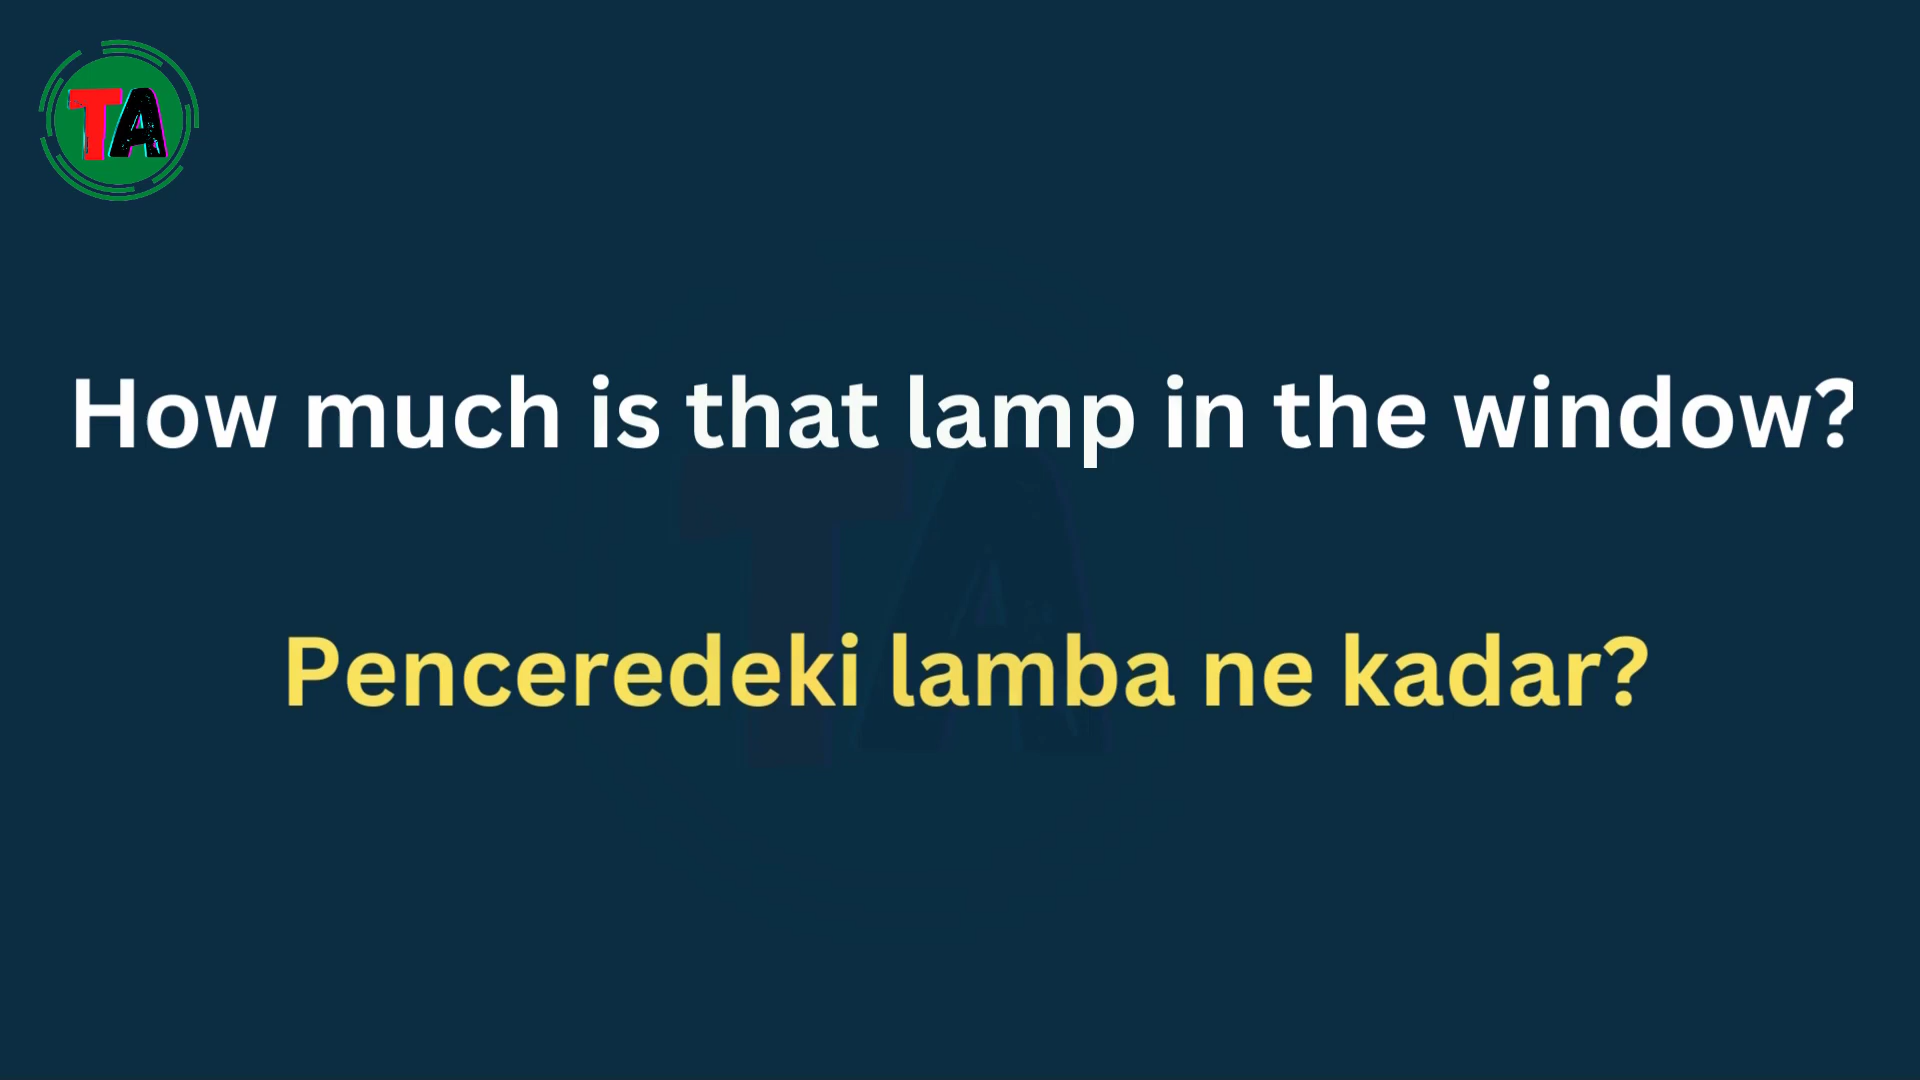 TA
How much is that lamp in the window?
Penceredeki lamba ne kadar?